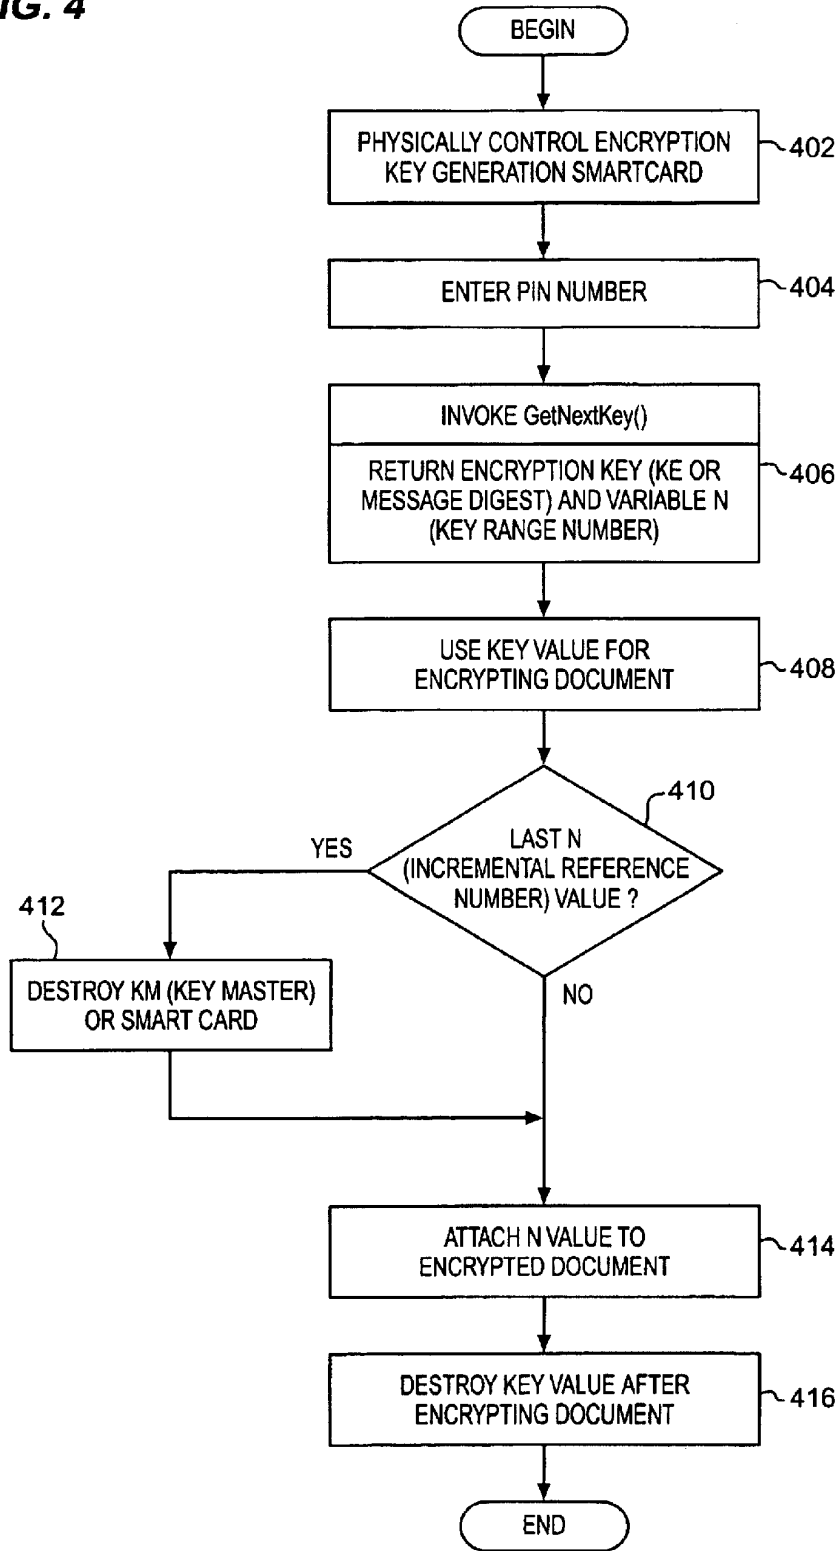 IG. 4
BEGIN
PHYSICALLY CONTROL ENCRYPTION
KEY GENERATION SMARTCARD
402
ENTER PIN NUMBER
404
INVOKE GetNextKey()
RETURN ENCRYPTION KEY (KE OR
MESSAGE DIGEST) AND VARIABLE N
(KEY RANGE NUMBER)
406
USE KEY VALUE FOR
ENCRYPTING DOCUMENT
408
410
LAST N
(INCREMENTAL REFERENCE
NUMBER) VALUE ?
YES
NO
412
DESTROY KM (KEY MASTER)
OR SMART CARD
ATTACH N VALUE TO
ENCRYPTED DOCUMENT
414
DESTROY KEY VALUE AFTER
ENCRYPTING DOCUMENT
416
END